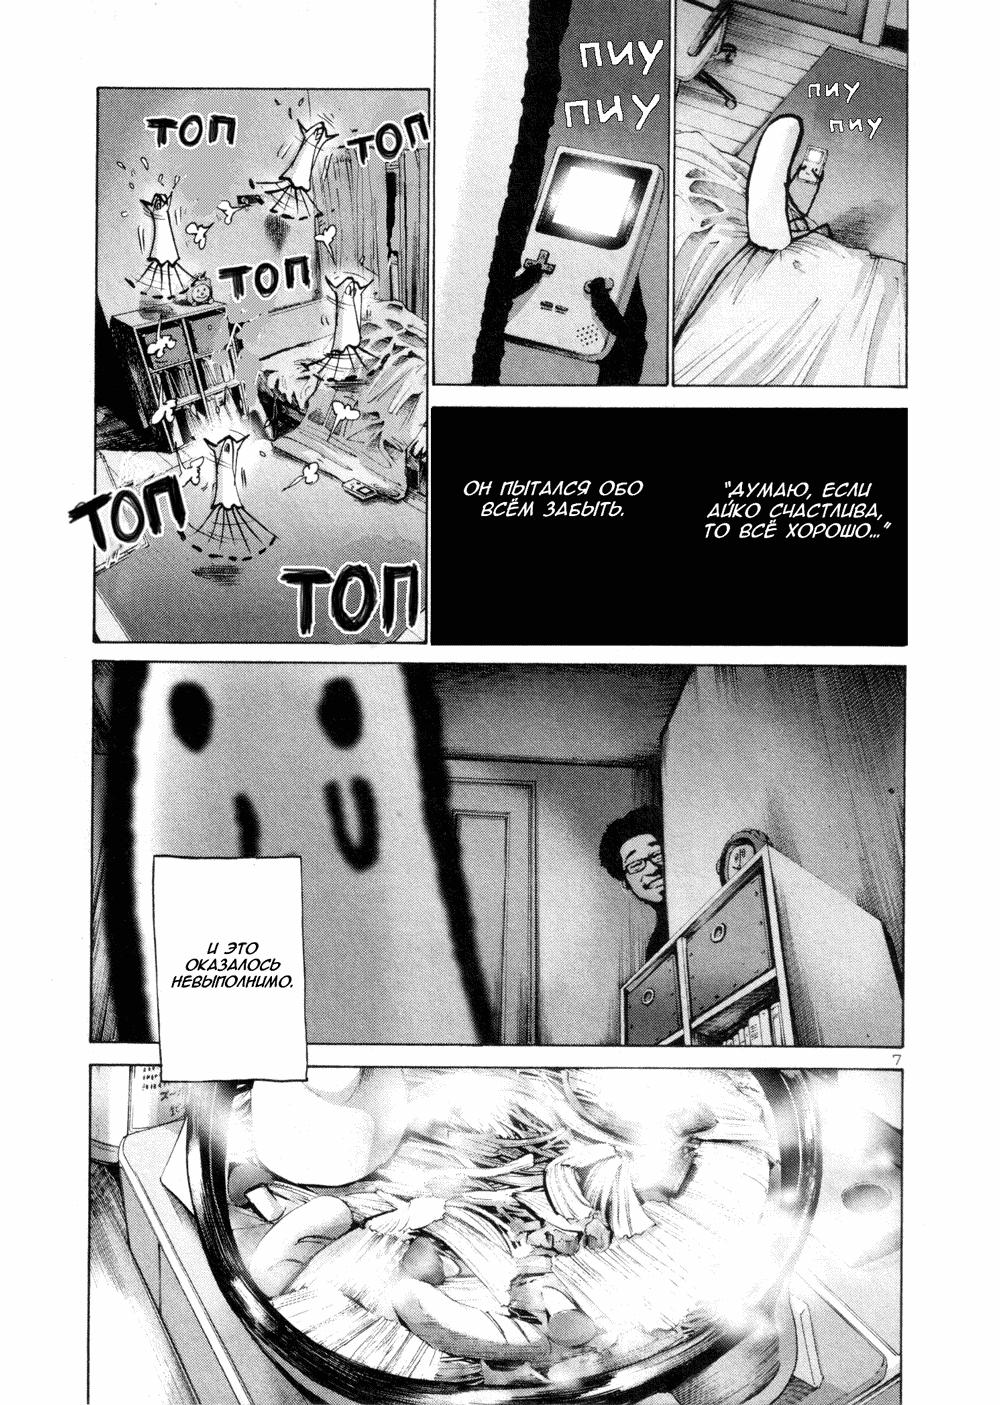 ПИУ
ПИУ
ПИУ
ПИУ
ТОП
ТОП
ТОП
ТОП
ТОП
"ДУМАЮ, ЕСЛИ
АЙКО СЧАСТЛИВА,
ТО ВСЁ ХОРОШО..."
ОН ПЫТАЛСЯ ОБО
ВСЁМ ЗАБЫТЬ.
И ЭТО
ОКАЗАЛОСЬ
НЕВЫПОЛНИМО.
7